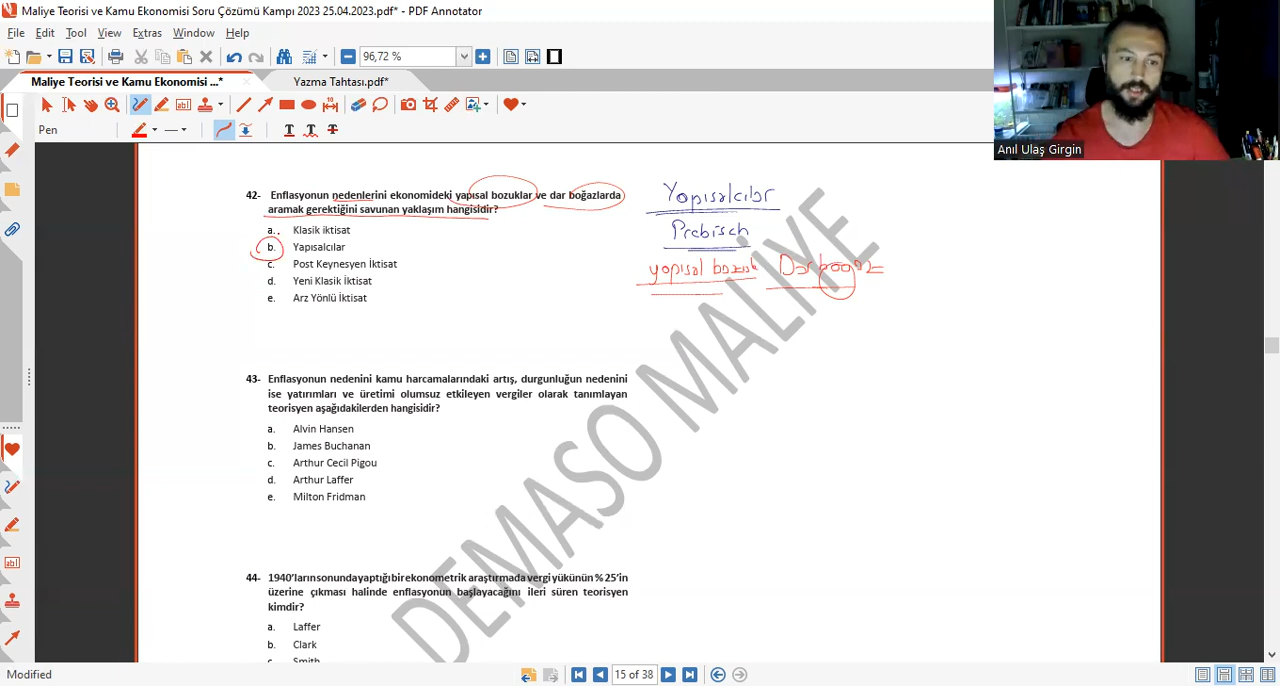 Maliye Teorisi ve Kamu Ekonomisi Soru Çözümü Kampı 2023 25.04.2023.pdf* - PDF Annotator
File Edit Tool Pages Extras Window Help
96,72 %
Maliye Teorisi ve Kamu Ekonomisi ...* Yazma Tahtası.pdf*
Pen
Anıl Ulaş Girgin
42- Enflasyonun nedenlerini ekonomideki yapısal bozuklar ve dar boğazlarda
aramak gerektiğini savunan yaklaşım hangisidir?
a. Klasik iktisat
b. Yapısalcılar
c. Post Keynesyen İktisat
d. Yeni Klasik İktisat
e. Arz Yönlü İktisat
Yapısalcılar
Prebisch
yapısal bozuk Darboğaz
43- Enflasyonun nedenini kamu harcamalarındaki artış, durgunluğun nedenini
ise yatırımları ve üretimi olumsuz etkileyen vergiler olarak tanımlayan
teorisyen aşağıdakilerden hangisidir?
a. Alvin Hansen
b. James Buchanan
c. Arthur Cecil Pigou
d. Arthur Laffer
e. Milton Fridman
44- 1940'ların sonunda yaptığı bir ekonometrik araştırmada vergi yükünün % 25'in
üzerine çıkması halinde enflasyonun başlayacağını ileri süren teorisyen
kimdir?
a. Laffer
b. Clark
c. Smith
DEMASO MALİYE
Modified
15 of 38